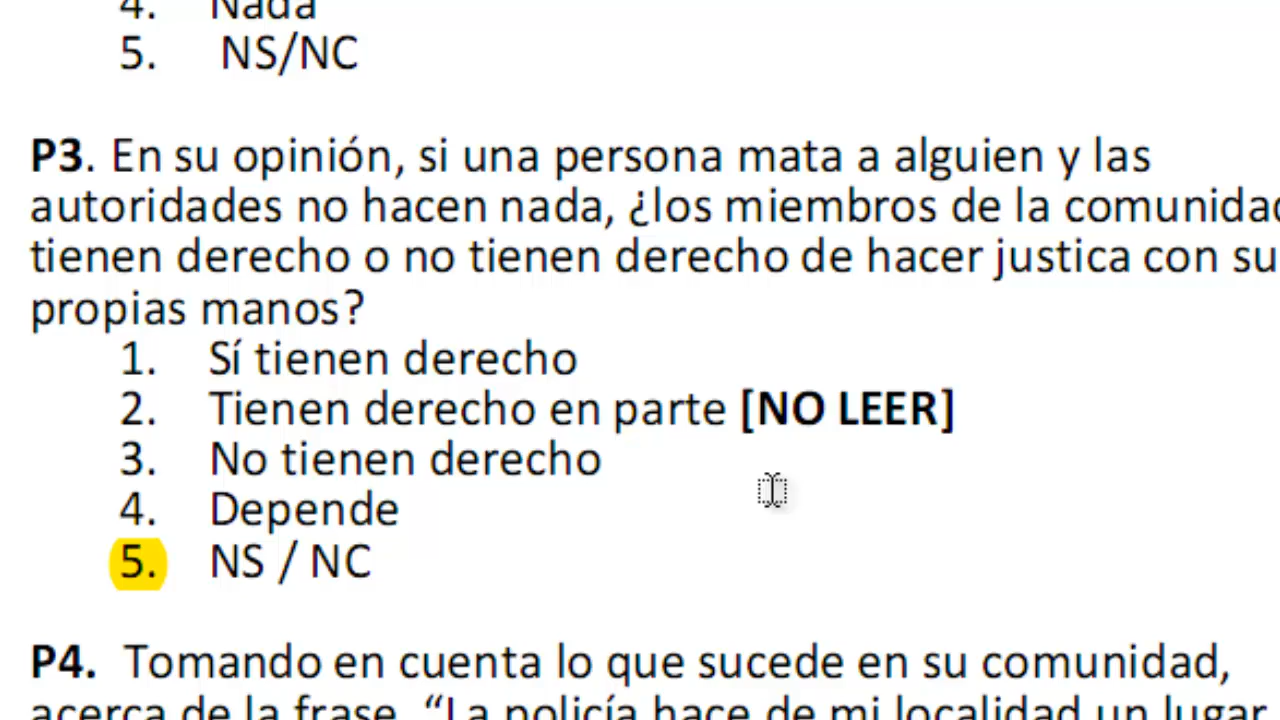 4. Nada
5. NS/NC
P3. En su opinión, si una persona mata a alguien y las
autoridades no hacen nada, ¿los miembros de la comunidad
tienen derecho o no tienen derecho de hacer justica con su
propias manos?
1. Sí tienen derecho
2. Tienen derecho en parte [NO LEER]
3. No tienen derecho
4. Depende
5. NS / NC
P4. Tomando en cuenta lo que sucede en su comunidad,
acerca de la frase, “La policía hace de mi localidad un lugar